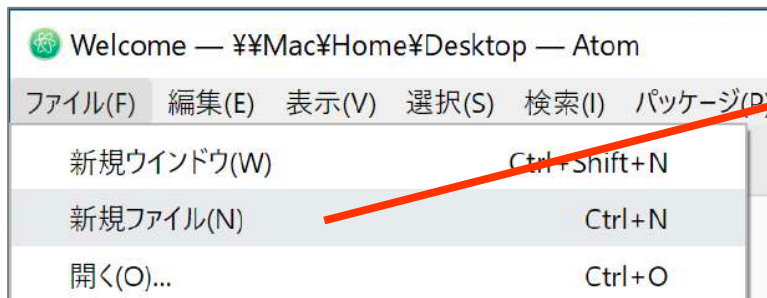 Welcome — ¥¥Mac¥Home¥Desktop — Atom
ファイル(F) 編集(E) 表示(V) 選択(S) 検索(I) パッケージ(P)
新規ウインドウ(W) Ctrl+Shift+N
新規ファイル(N) Ctrl+N
開く(O)... Ctrl+O